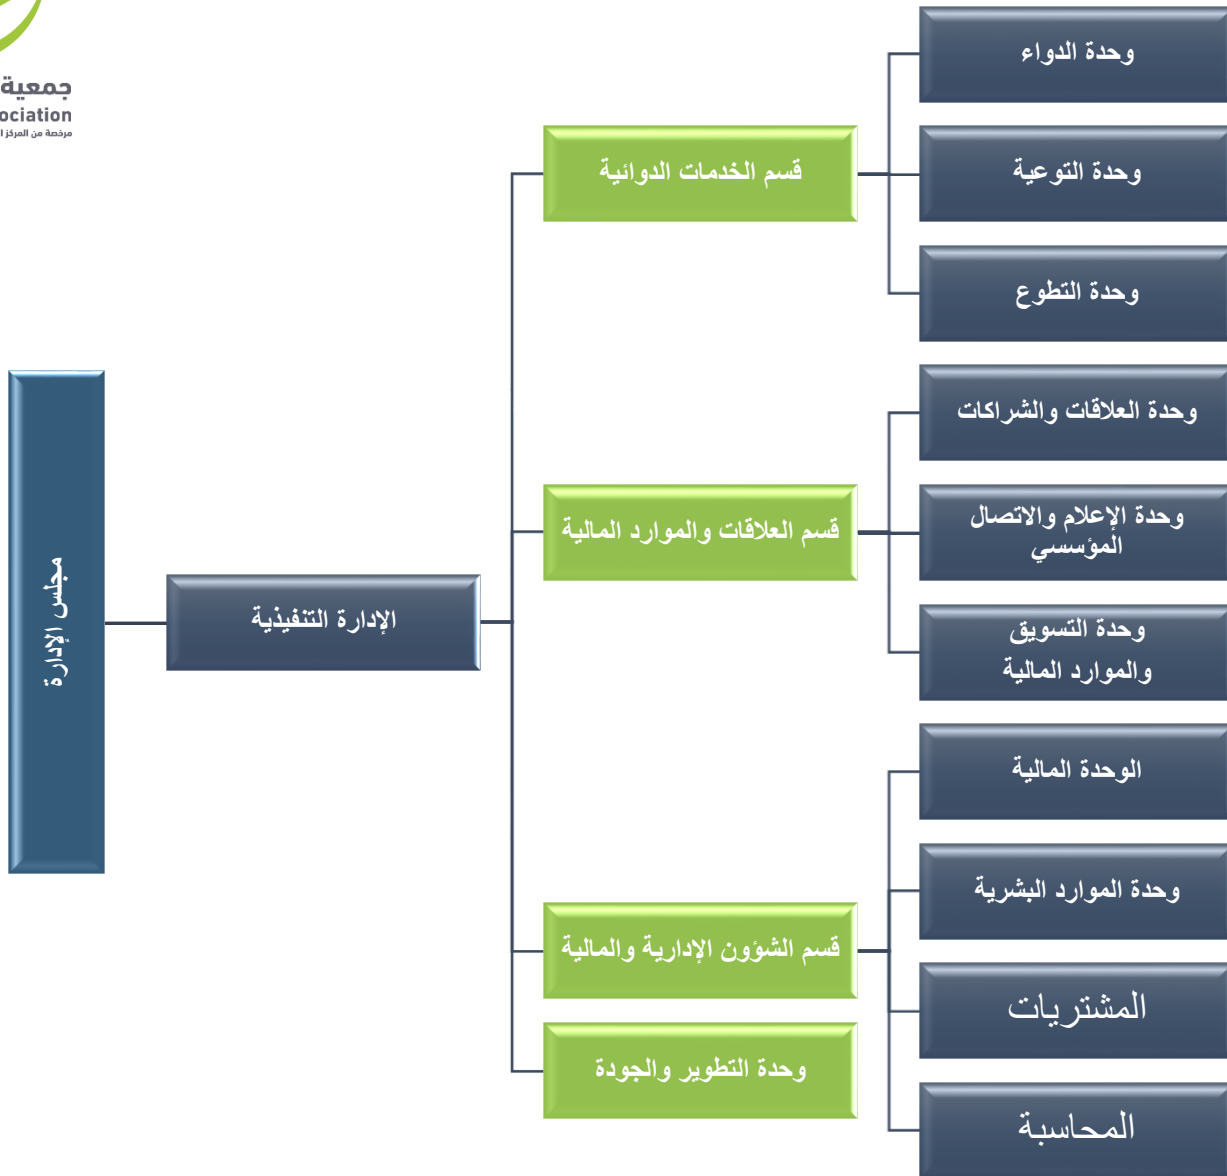 جمعية
ociation
مرخصة من المركز
وحدة الدواء
قسم الخدمات الدوائية
وحدة التوعية
وحدة التطوع
وحدة العلاقات والشراكات
قسم العلاقات والموارد المالية
وحدة الإعلام والاتصال
المؤسسي
وحدة التسويق
والموارد المالية
مجلس الإدارة
الإدارة التنفيذية
الوحدة المالية
وحدة الموارد البشرية
قسم الشؤون الإدارية والمالية
المشتريات
وحدة التطوير والجودة
المحاسبة